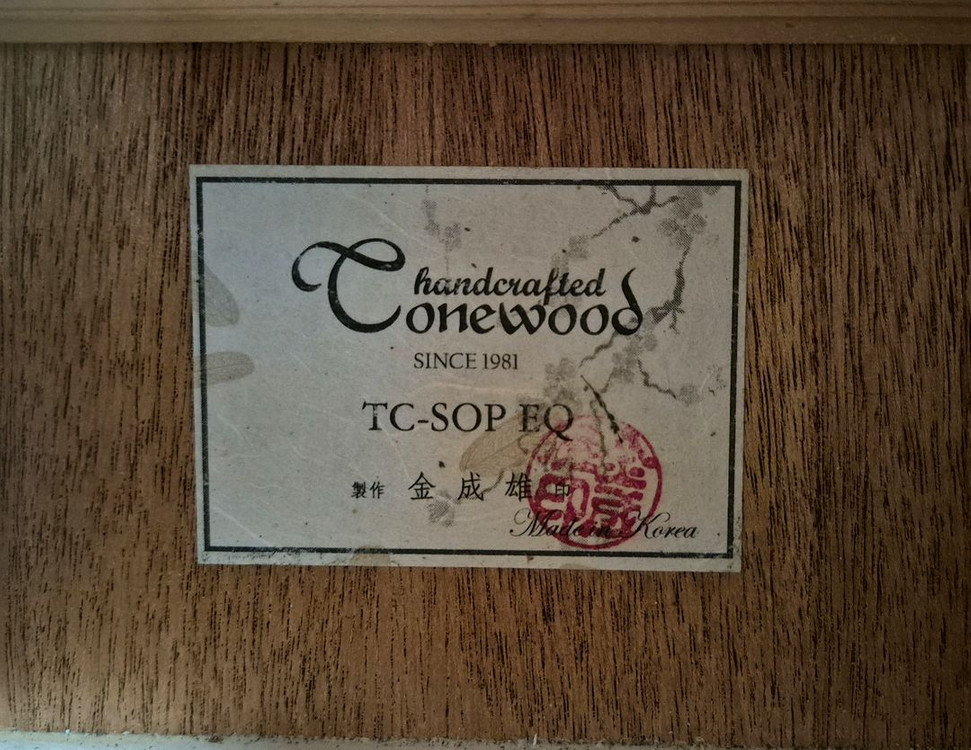 handcrafted
Tonewood
SINCE 1981
TC-SOP EQ
製作 金成雄 印
Made in Korea